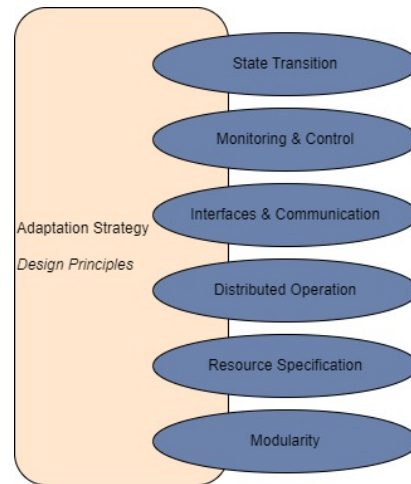 State Transition
Monitoring & Control
Interfaces & Communication
Adaptation Strategy
Design Principles
Distributed Operation
Resource Specification
Modularity